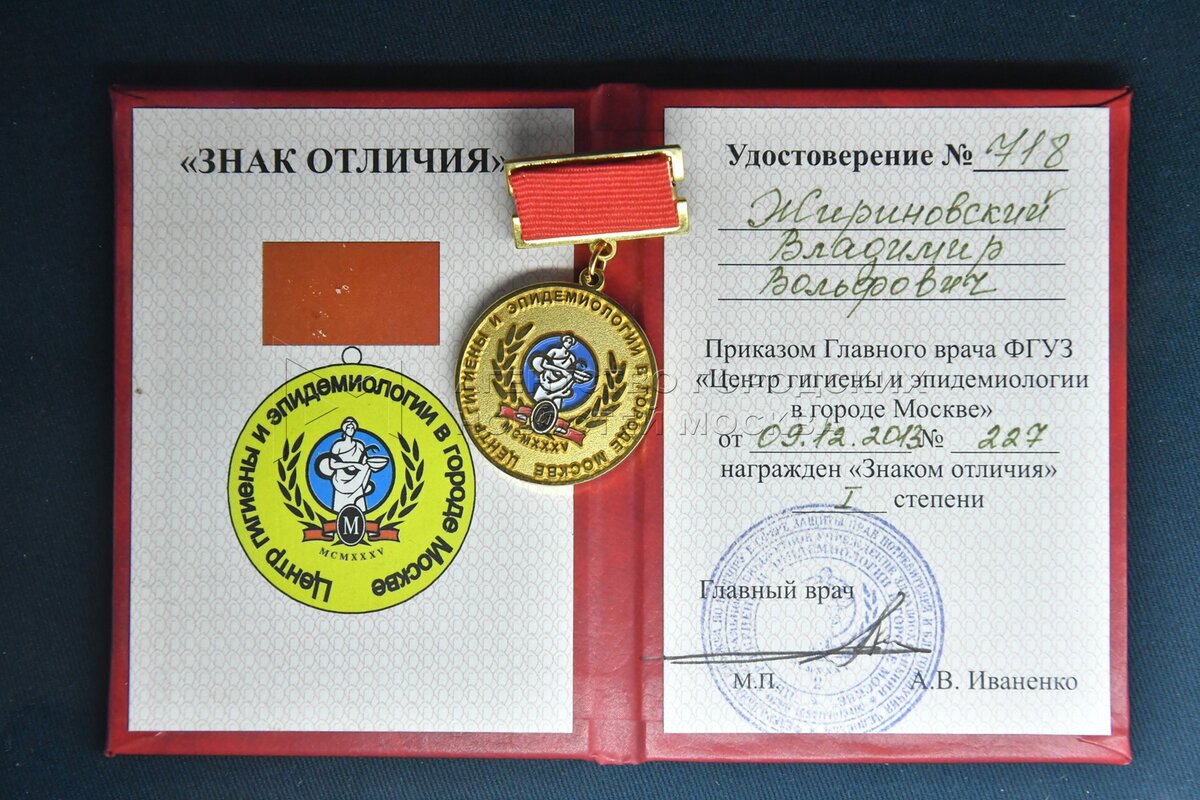 «ЗНАК ОТЛИЧИЯ»
Центр гигиены и эпидемиологии в городе Москве
М
MCMXXXV
ЦЕНТР ГИГИЕНЫ И ЭПИДЕМИОЛОГИИ В ГОРОДЕ МОСКВЕ
М
MCMXXXV
Удостоверение № 718
Жириновский
Владимир
Вольфович
Приказом Главного врача ФГУЗ
«Центр гигиены и эпидемиологии
в городе Москве»
от 09.12.2013 № 227
награжден «Знаком отличия»
I степени
Главный врач
М.П.
А.В. Иваненко